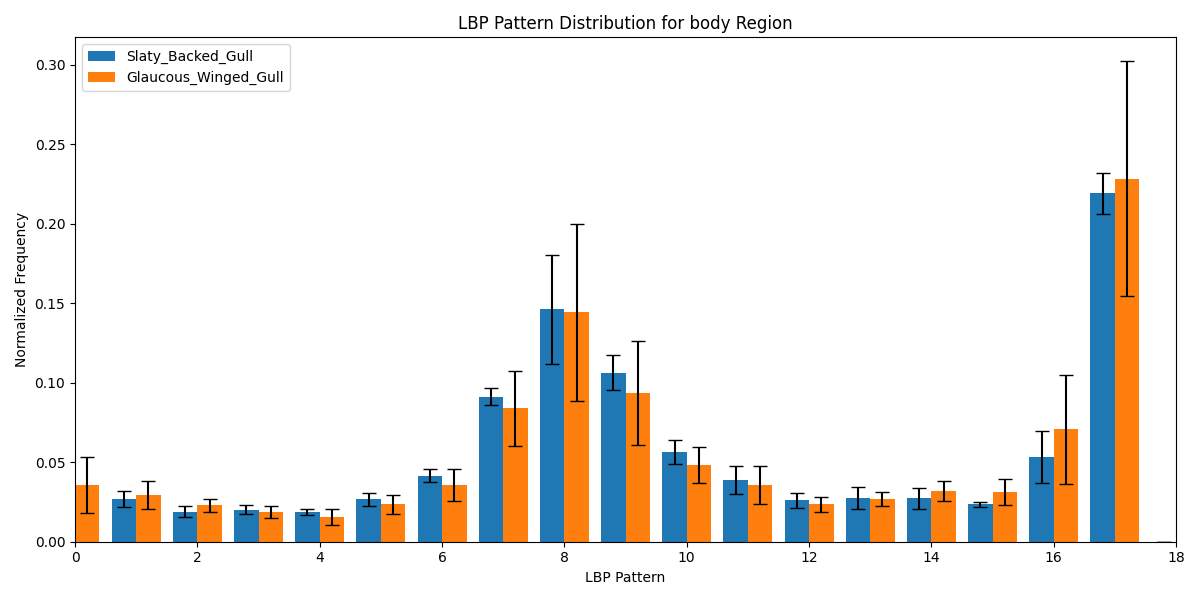 LBP Pattern Distribution for body Region
Slaty_Backed_Gull
Glaucous_Winged_Gull
Normalized Frequency
0.30
0.25
0.20
0.15
0.10
0.05
0.00
0 2 4 6 8 10 12 14 16 18
LBP Pattern